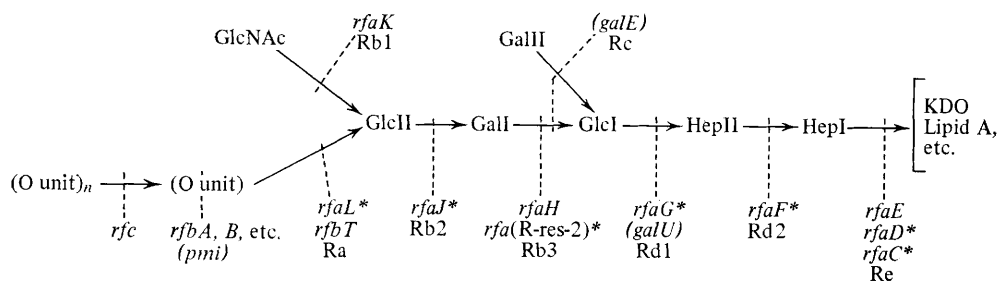 rfaK
Rb1
GlcNAc
GalII
(galE)
Rc
GlcII
GalI
GlcI
HepII
HepI
KDO
Lipid A,
etc.
(O unit)n
(O unit)
rfc
rfbA, B, etc.
(pmi)
rfaL*
rfbT
Ra
rfaJ*
Rb2
rfaH
rfa(R-res-2)*
Rb3
rfaG*
(galU)
Rd1
rfaF*
Rd2
rfaE
rfaD*
rfaC*
Re